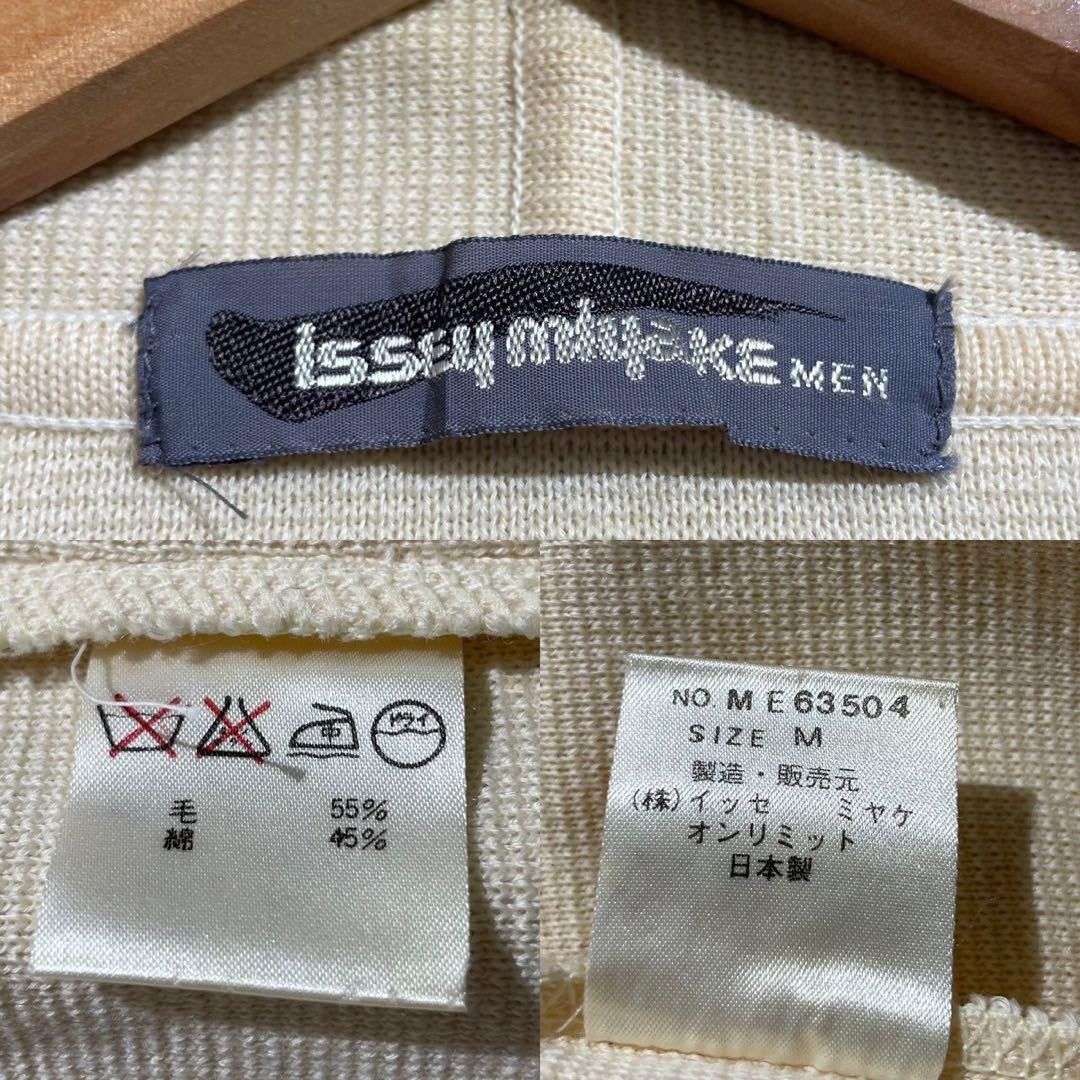 issey miyaKE MEN
中 ドライ
毛 55%
綿 45%
NO. ME63504
SIZE M
製造・販売元
(株)イッセ ミヤケ
オンリミット
日本製